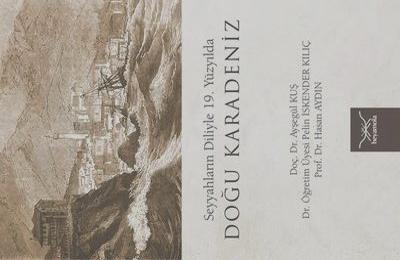 Seyyahların Diliyle 19. Yüzyılda
DOĞU KARADENİZ
Doç. Dr. Ayşegül KUŞ
Dr. Öğretim Üyesi Pelin İSKENDER KILIÇ
Prof. Dr. Hasan AYDIN
heyamola